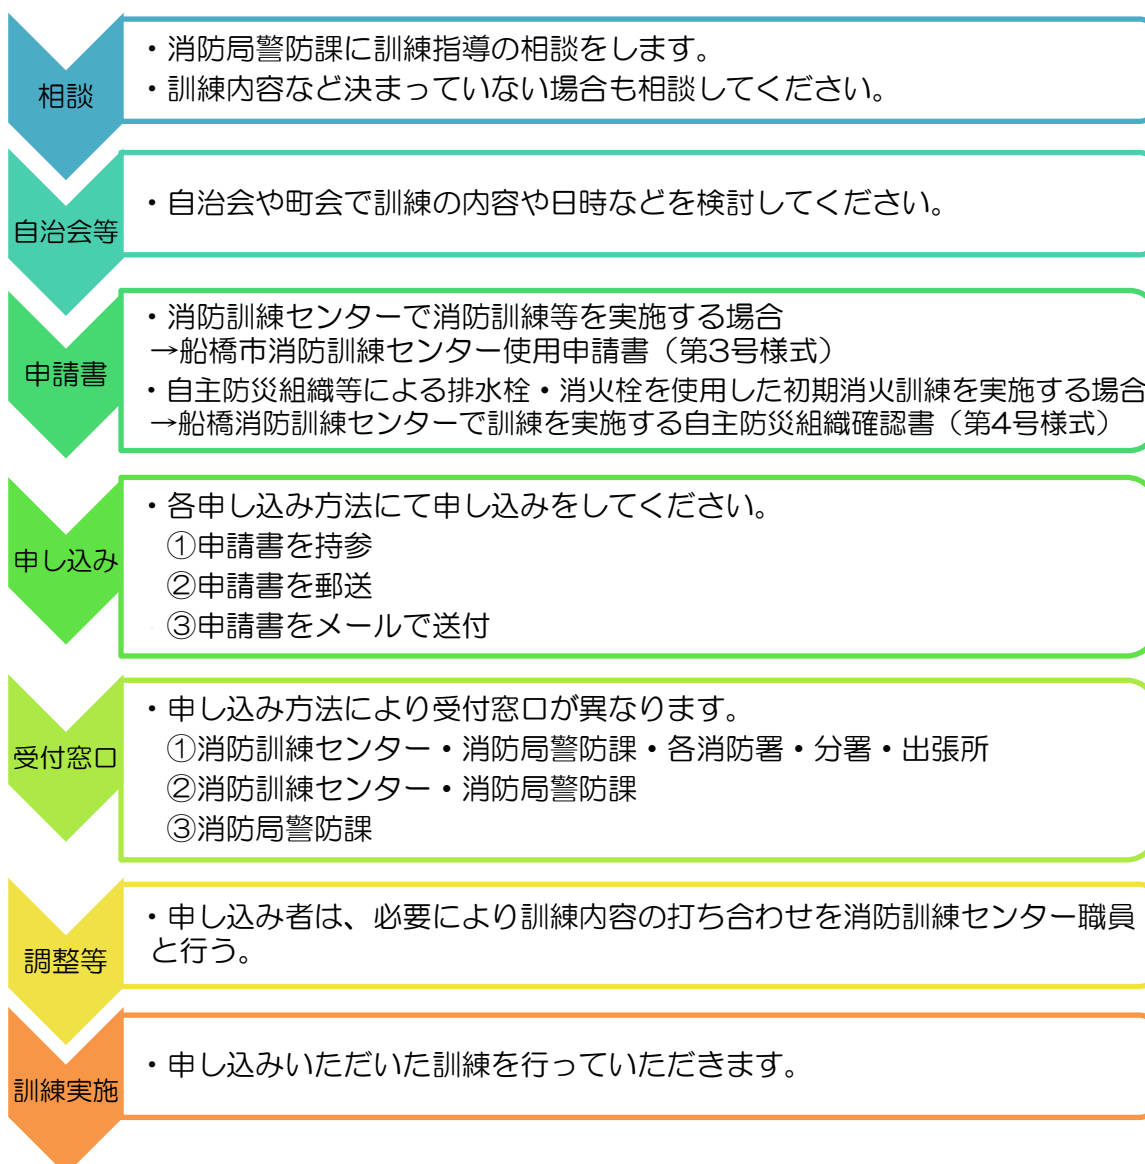 相談
・消防局警防課に訓練指導の相談をします。
・訓練内容など決まっていない場合も相談してください。
自治会等
・自治会や町会で訓練の内容や日時などを検討してください。
申請書
・消防訓練センターで消防訓練等を実施する場合
→船橋市消防訓練センター使用申請書（第3号様式）
・自主防災組織等による排水栓・消火栓を使用した初期消火訓練を実施する場合
→船橋消防訓練センターで訓練を実施する自主防災組織確認書（第4号様式）
申し込み
・各申し込み方法にて申し込みをしてください。
①申請書を持参
②申請書を郵送
③申請書をメールで送付
受付窓口
・申し込み方法により受付窓口が異なります。
①消防訓練センター・消防局警防課・各消防署・分署・出張所
②消防訓練センター・消防局警防課
③消防局警防課
調整等
・申し込み者は、必要により訓練内容の打ち合わせを消防訓練センター職員
と行う。
訓練実施
・申し込みいただいた訓練を行っていただきます。